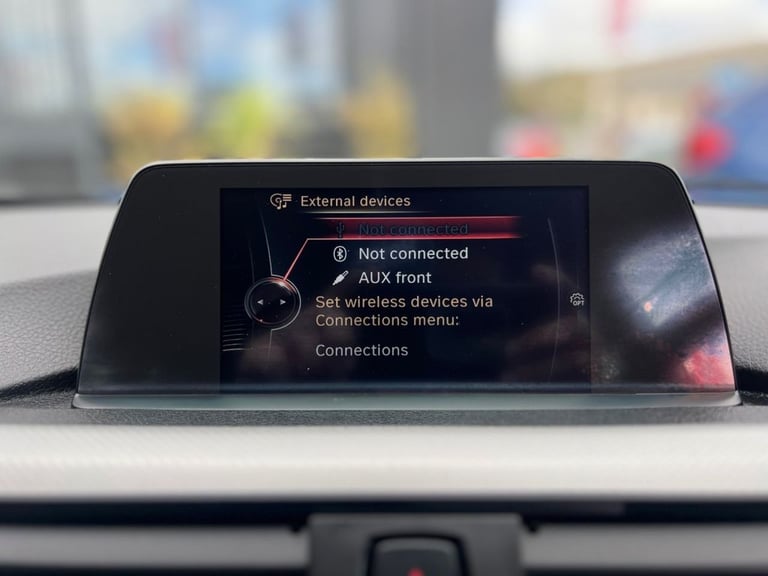 External devices
Not connected
Not connected
AUX front
Set wireless devices via
Connections menu:
Connections
OPT